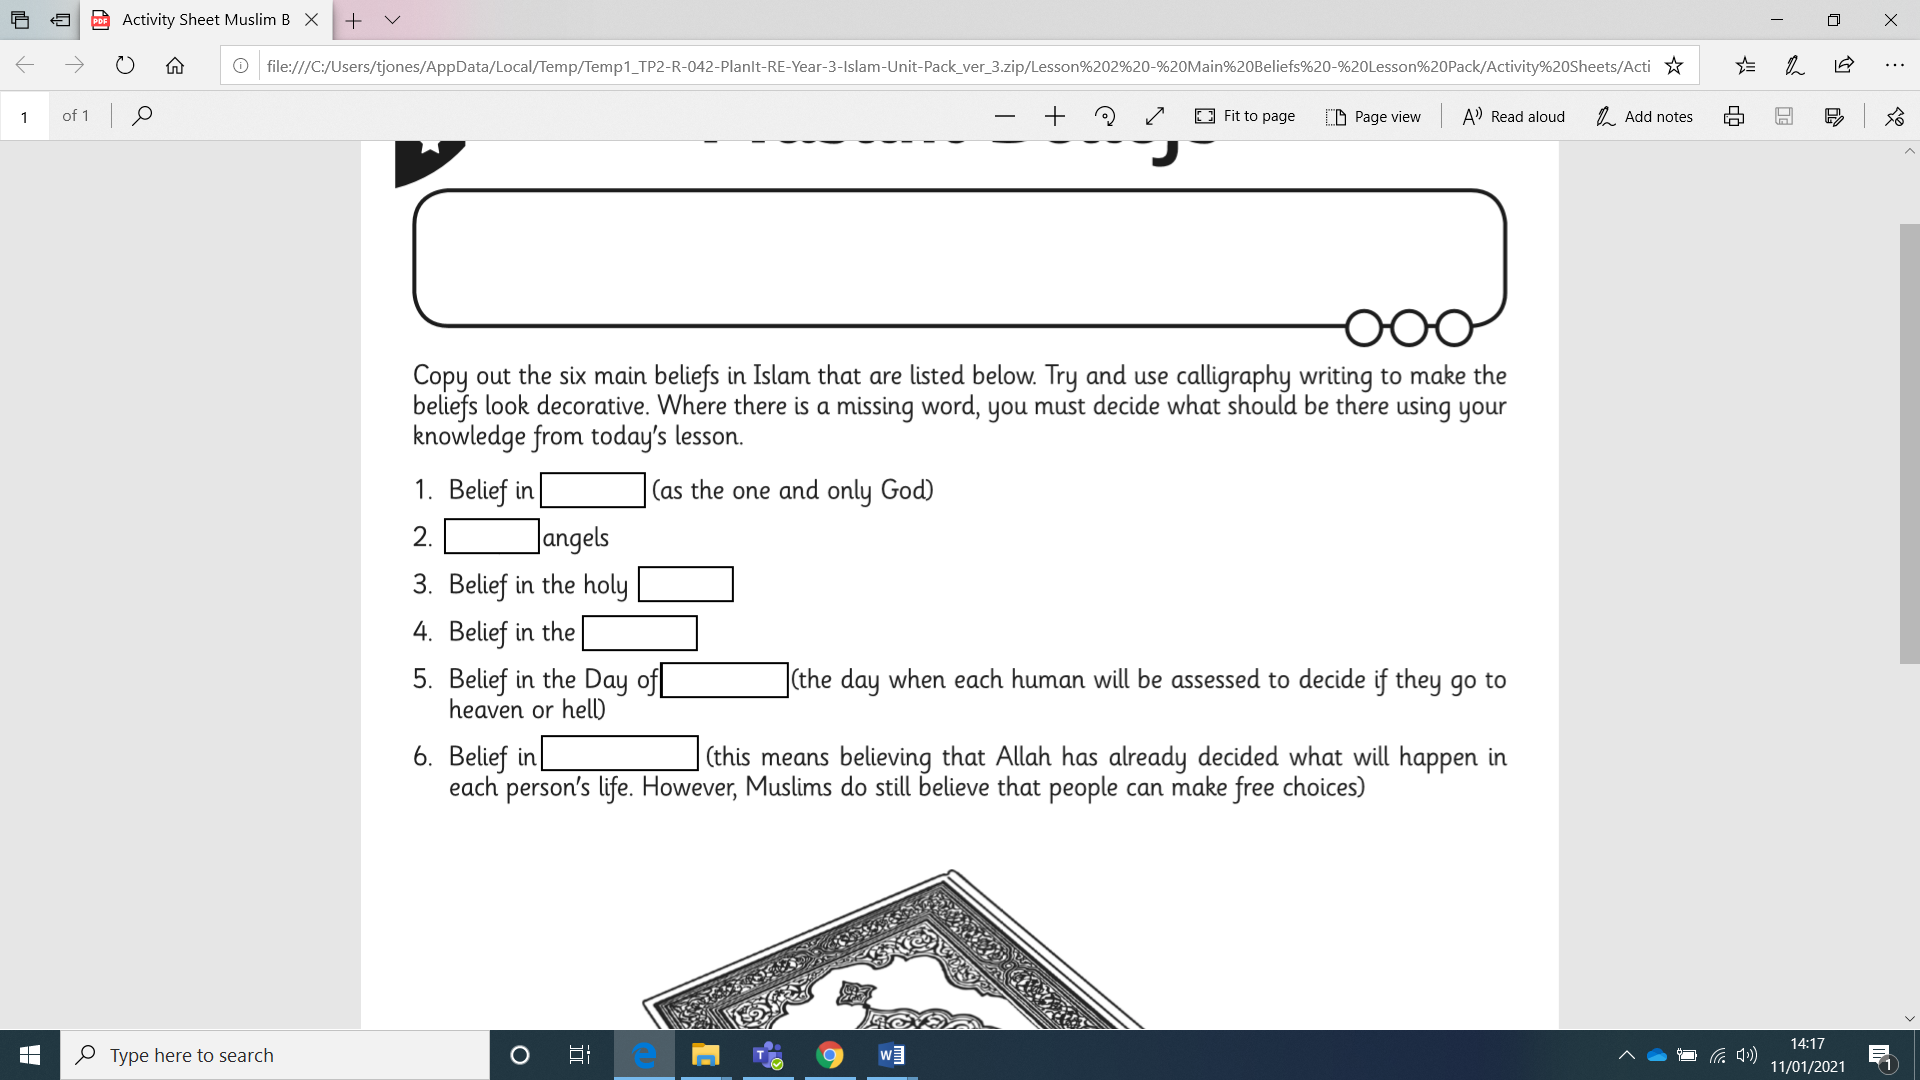 Activity Sheet Muslim B
file:///C:/Users/tjones/AppData/Local/Temp/Temp1_TP2-R-042-PlanIt-RE-Year-3-Islam-Unit-Pack_ver_3.zip/Lesson%202%20-%20Main%20Beliefs%20-%20Lesson%20Pack/Activity%20Sheets/Acti
1 of 1 Fit to page Page view Read aloud Add notes
Muslim Beliefs
Copy out the six main beliefs in Islam that are listed below. Try and use calligraphy writing to make the
beliefs look decorative. Where there is a missing word, you must decide what should be there using your
knowledge from today's lesson.
1. Belief in (as the one and only God)
2. angels
3. Belief in the holy
4. Belief in the
5. Belief in the Day of (the day when each human will be assessed to decide if they go to
heaven or hell)
6. Belief in (this means believing that Allah has already decided what will happen in
each person's life. However, Muslims do still believe that people can make free choices)
Type here to search
14:17
11/01/2021
1